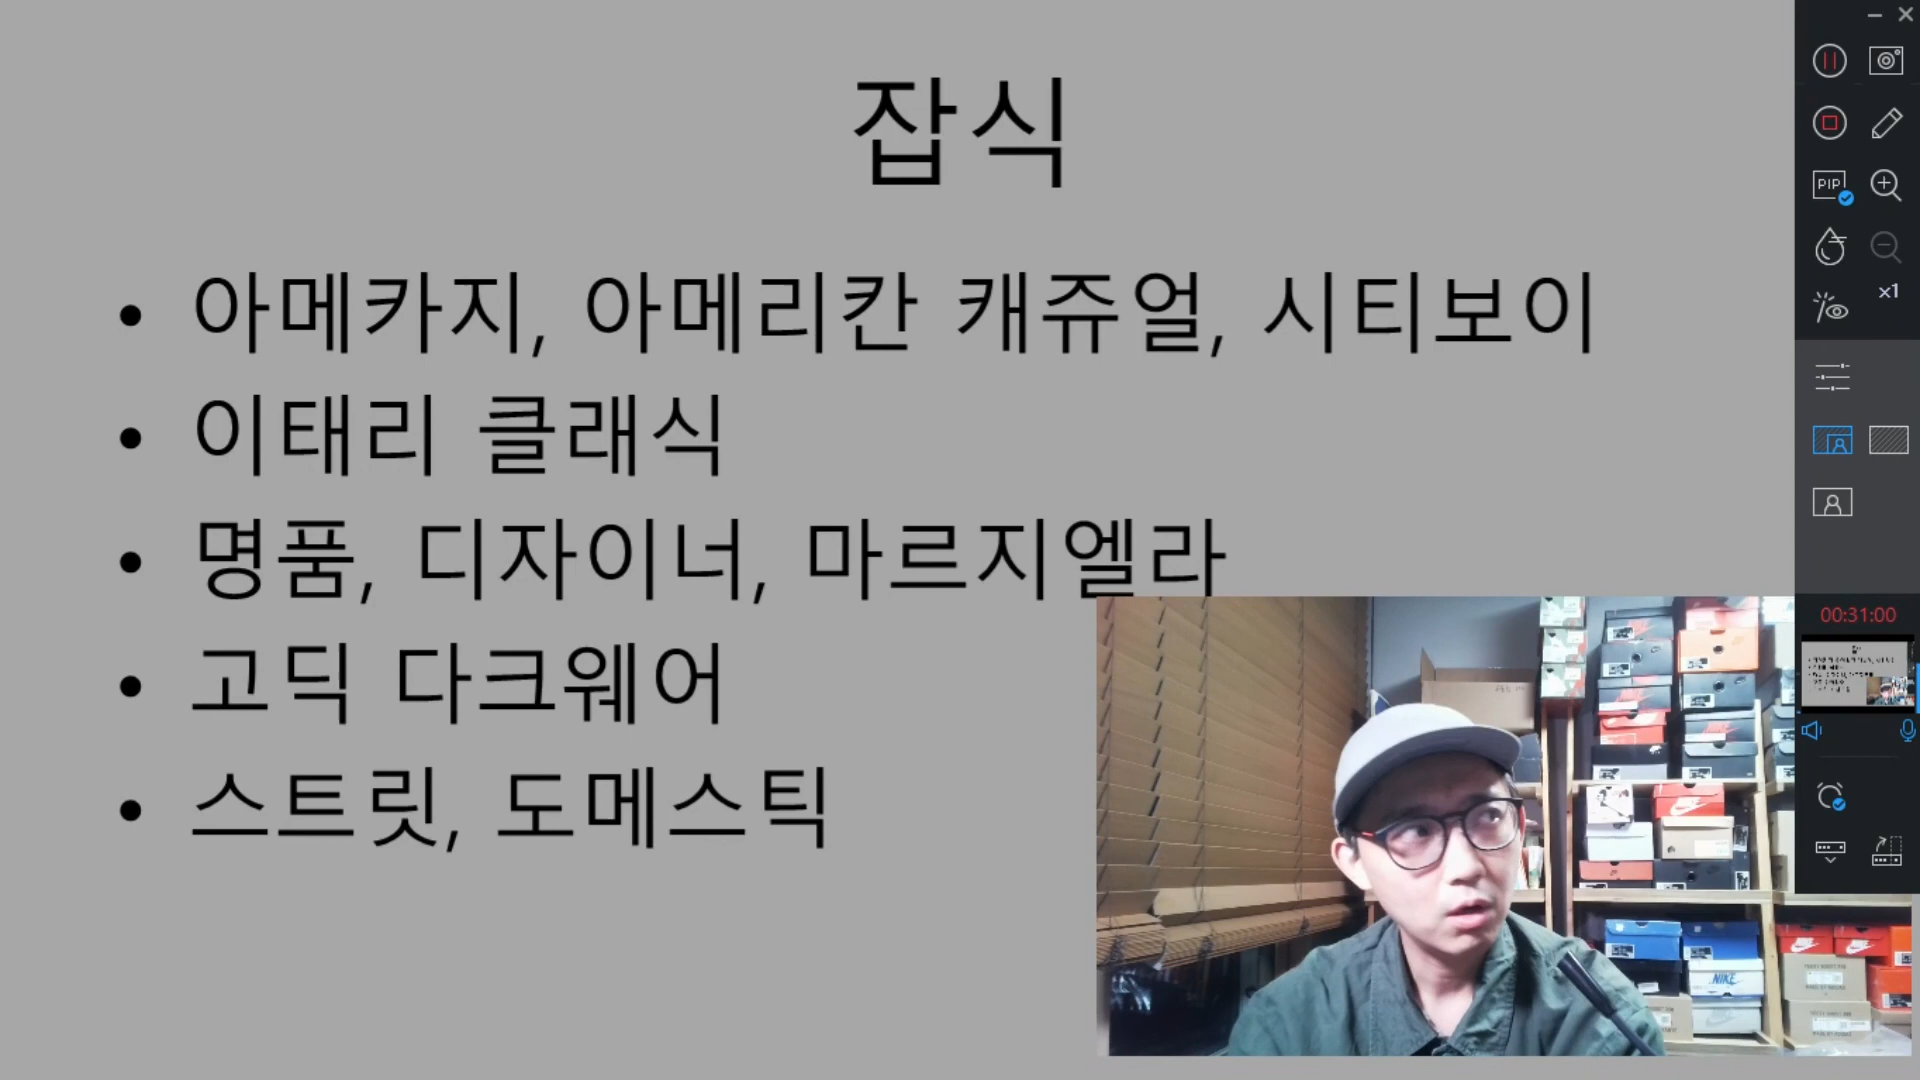 잡식
• 아메카지, 아메리칸 캐쥬얼, 시티보이
• 이태리 클래식
• 명품, 디자이너, 마르지엘라
• 고딕 다크웨어
• 스트릿, 도메스틱
PIP
x1
00:31:00
NIKE